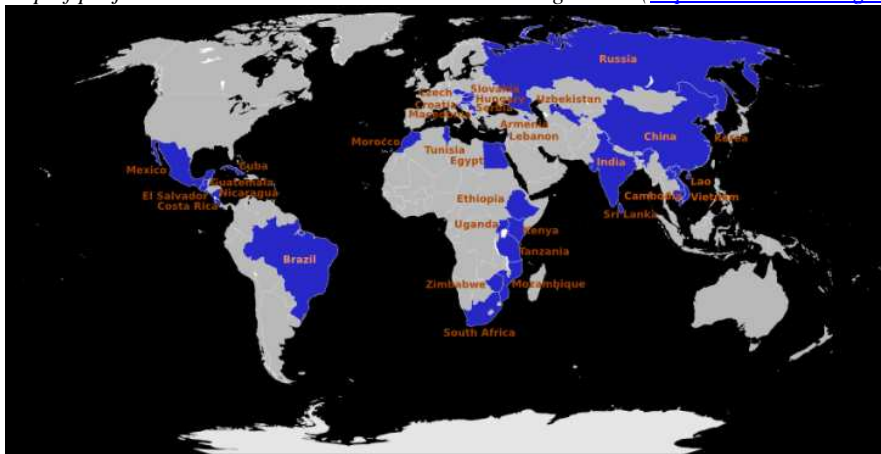 Russia
Slovakia
Czech
Hungary
Uzbekistan
Croatia
Serbia
Macedonia
Armenia
China
Lebanon
Korea
Morocco
Tunisia
Egypt
India
Mexico
Cuba
Guatemala
Lao
El Salvador
Nicaragua
Ethiopia
Cambodia
Vietnam
Costa Rica
Sri Lanka
Uganda
Kenya
Tanzania
Brazil
Zimbabwe
Mozambique
South Africa